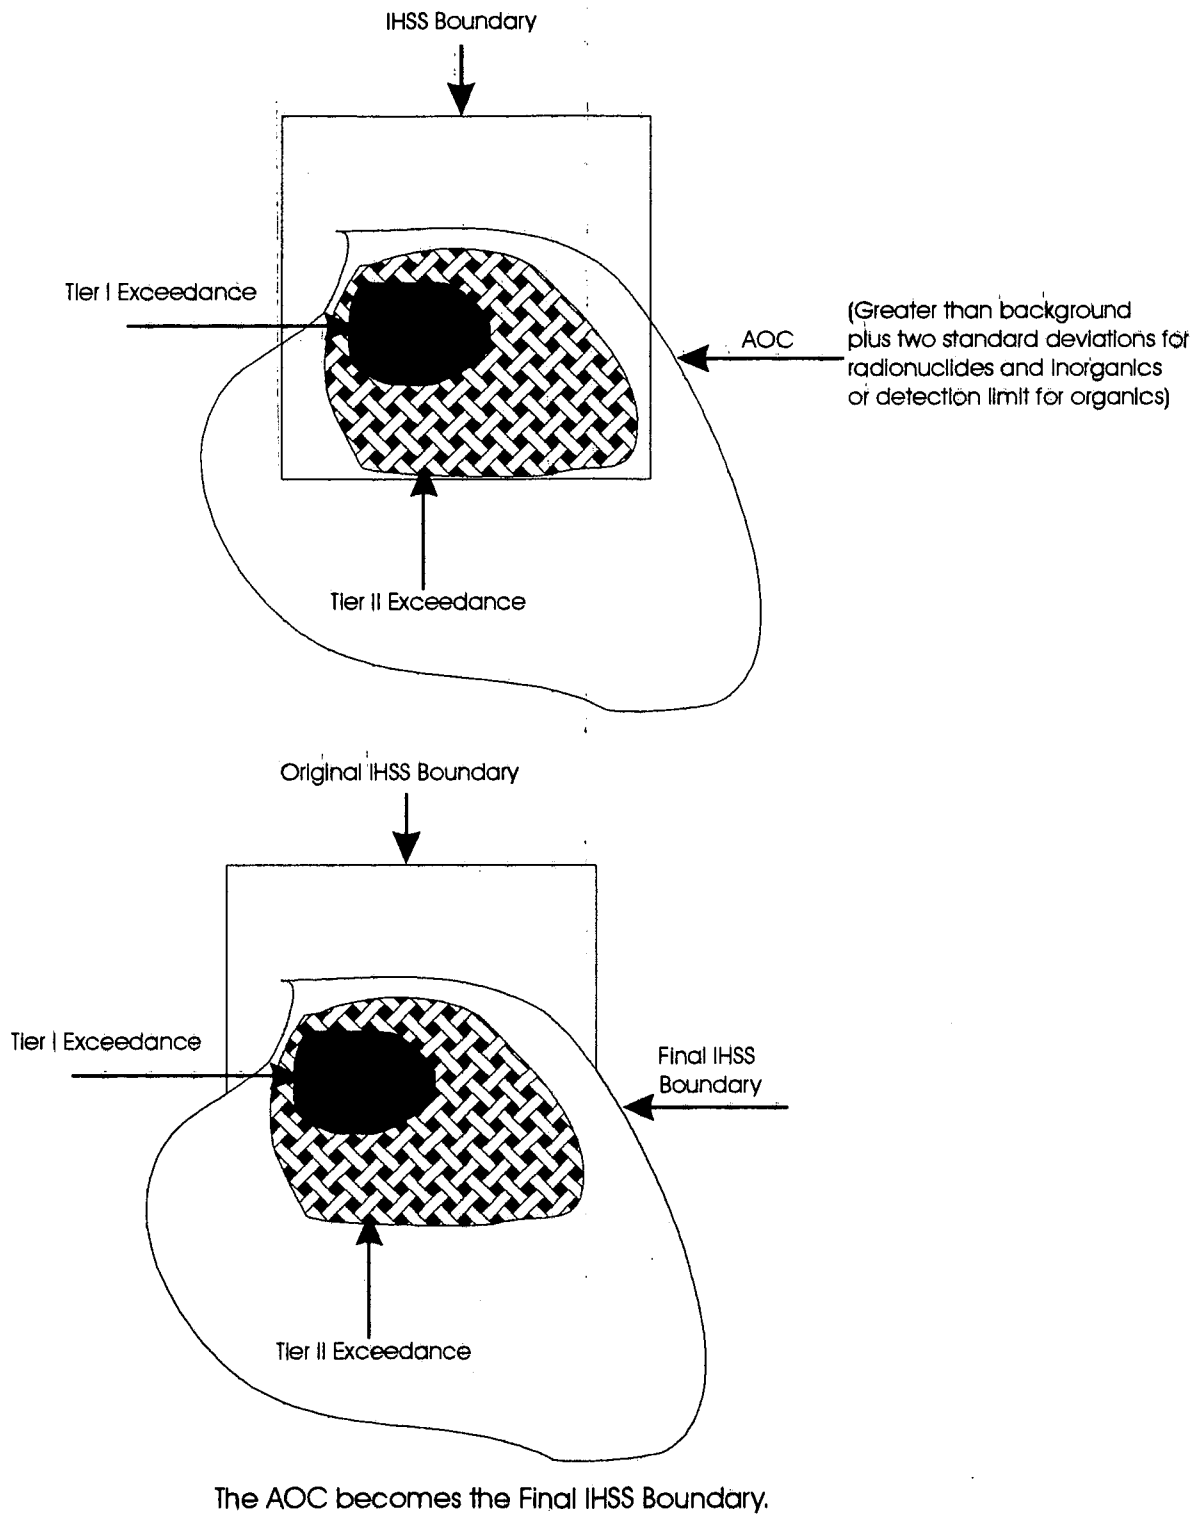 IHSS Boundary
Tier I Exceedance
AOC
(Greater than background
plus two standard deviations for
radionuclides and inorganics
or detection limit for organics)
Tier II Exceedance
Original IHSS Boundary
Tier I Exceedance
Final IHSS
Boundary
Tier II Exceedance
The AOC becomes the Final IHSS Boundary.